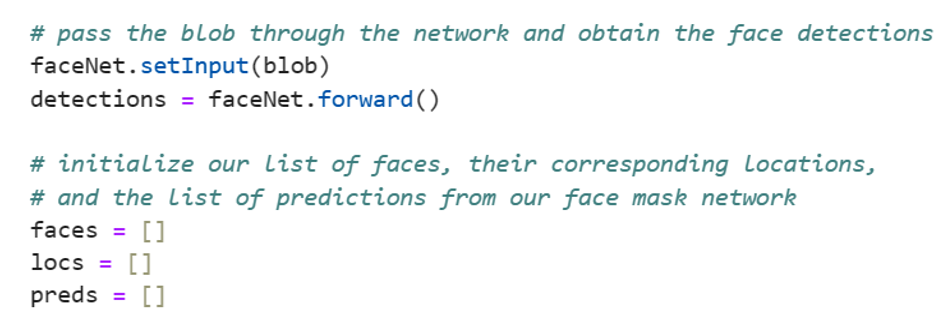 # pass the blob through the network and obtain the face detections
faceNet.setInput(blob)
detections = faceNet.forward()
# initialize our list of faces, their corresponding locations,
# and the list of predictions from our face mask network
faces = []
locs = []
preds = []